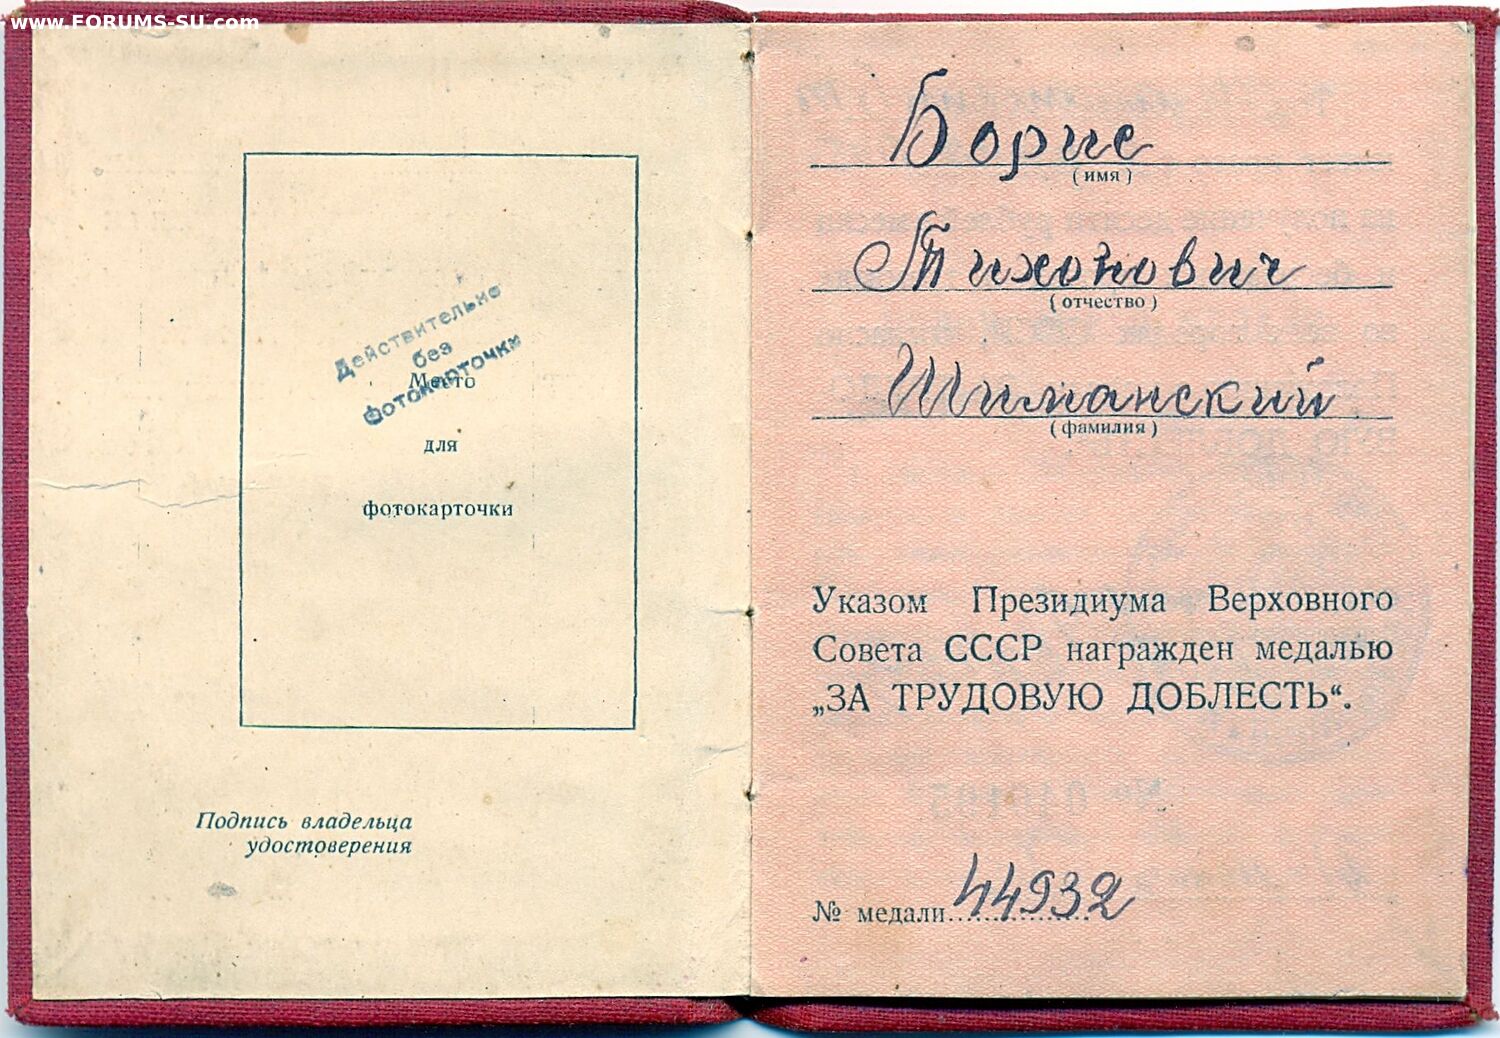 www.FORUMS-SU.com
Действительно
без
фотокарточки
Место
для
фотокарточки
Подпись владельца
удостоверения
Борис
(имя)
Тихонович
(отчество)
Шиманский
(фамилия)
Указом Президиума Верховного
Совета СССР награжден медалью
„ЗА ТРУДОВУЮ ДОБЛЕСТЬ“.
№ медали 44932